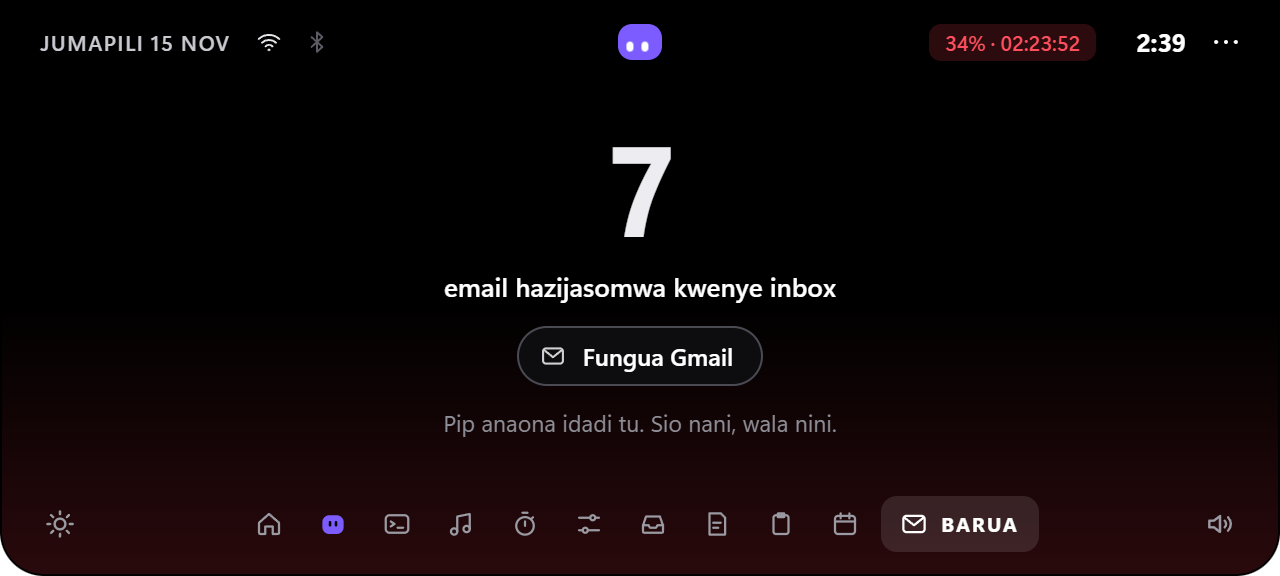 JUMAPILI 15 NOV
34% · 02:23:52
2:39
7
email hazijasomwa kwenye inbox
Fungua Gmail
Pip anaona idadi tu. Sio nani, wala nini.
BARUA